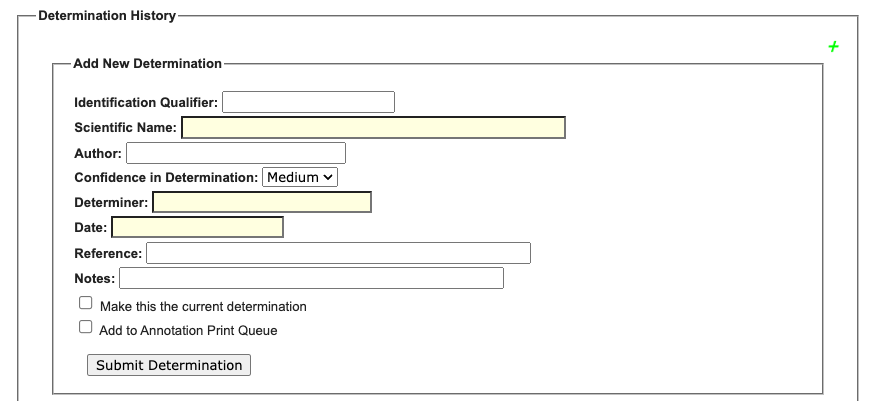 Determination History
+
Add New Determination
Identification Qualifier:
Scientific Name:
Author:
Confidence in Determination: Medium
Determiner:
Date:
Reference:
Notes:
Make this the current determination
Add to Annotation Print Queue
Submit Determination